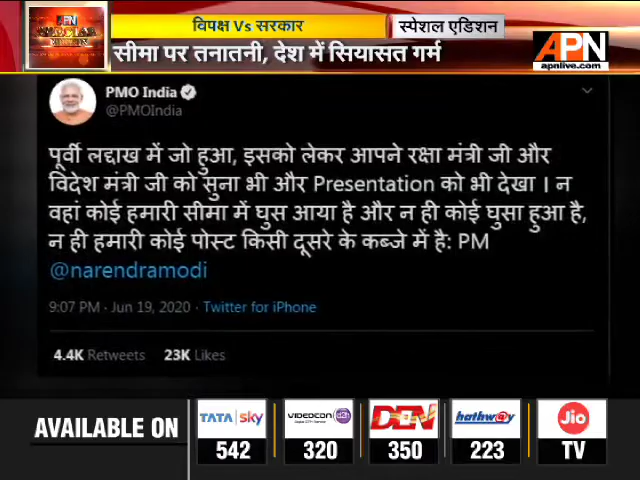 विपक्ष Vs सरकार
स्पेशल एडिशन
APN
सीमा पर तनातनी, देश में सियासत गर्म
APN
apnlive.com
PMO India
@PMOIndia
पूर्वी लद्दाख में जो हुआ, इसको लेकर आपने रक्षा मंत्री जी और
विदेश मंत्री जी को सुना भी और Presentation को भी देखा । न
वहां कोई हमारी सीमा में घुस आया है और न ही कोई घुसा हुआ है,
न ही हमारी कोई पोस्ट किसी दूसरे के कब्जे में है: PM
@narendramodi
9:07 PM · Jun 19, 2020 · Twitter for iPhone
4.4K Retweets 23K Likes
AVAILABLE ON
TATA sky
542
VIDEOCON d2h
320
DEN
350
hathw@y
223
Jio
TV